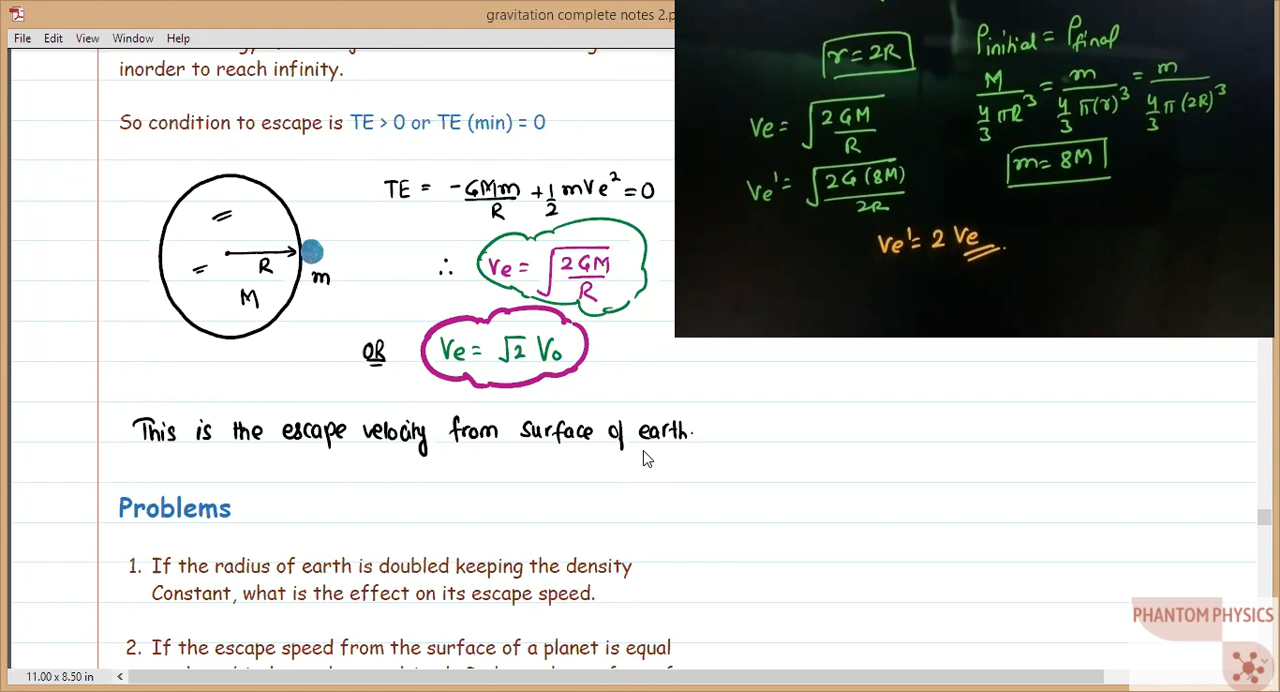 gravitation complete notes 2.p
File Edit View Window Help
inorder to reach infinity.
So condition to escape is TE > 0 or TE (min) = 0
TE = -GMm/R + 1/2 mVe² = 0
R
M
m
∴ Ve = √(2GM/R)
OR Ve = √2 Vo
This is the escape velocity from surface of earth.
Problems
1. If the radius of earth is doubled keeping the density
Constant, what is the effect on its escape speed.
2. If the escape speed from the surface of a planet is equal
11.00 x 8.50 in
r = 2R
Ve = √(2GM/R)
Ve' = √(2G(8M)/2R)
ρinitial = ρfinal
M/(4/3 πR³) = m/(4/3 π(r)³) = m/(4/3 π(2R)³)
m = 8M
Ve' = 2 Ve
PHANTOM PHYSICS